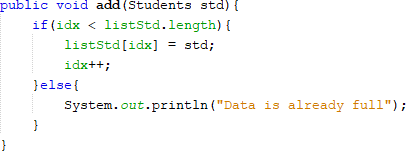 public void add(Students std){
    if(idx < listStd.length){
        listStd[idx] = std;
        idx++;
    }else{
        System.out.println("Data is already full");
    }
}